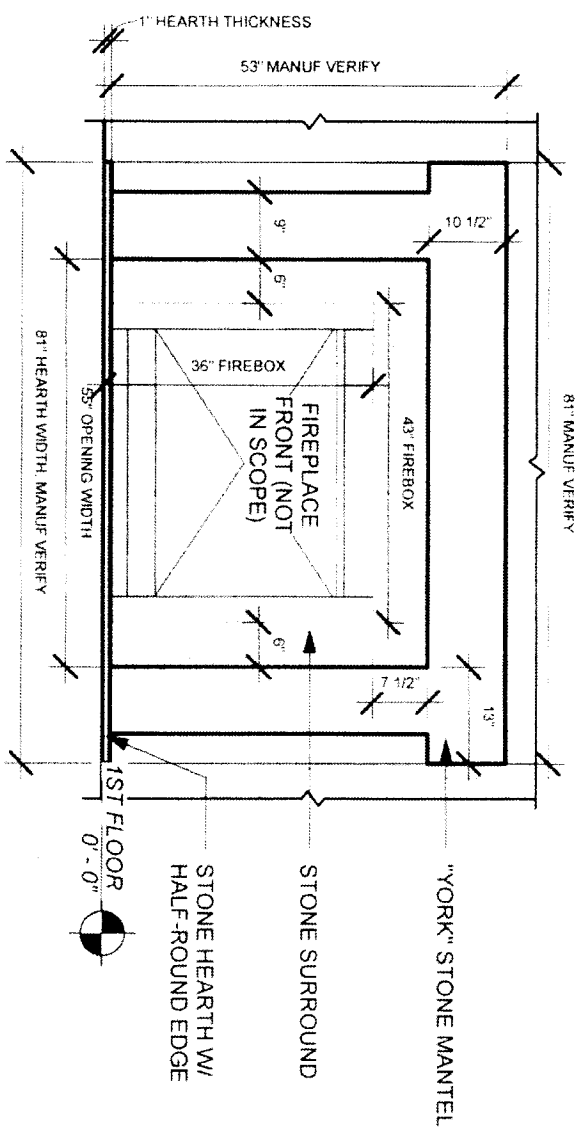 1" HEARTH THICKNESS
53" MANUF VERIFY
81" MANUF VERIFY
10 1/2"
9"
6"
36" FIREBOX
FIREPLACE
FRONT (NOT
IN SCOPE)
43" FIREBOX
55" OPENING WIDTH
81" HEARTH WIDTH. MANUF VERIFY
6"
7 1/2"
13"
1ST FLOOR
0' - 0"
STONE HEARTH W/
HALF-ROUND EDGE
STONE SURROUND
"YORK" STONE MANTEL